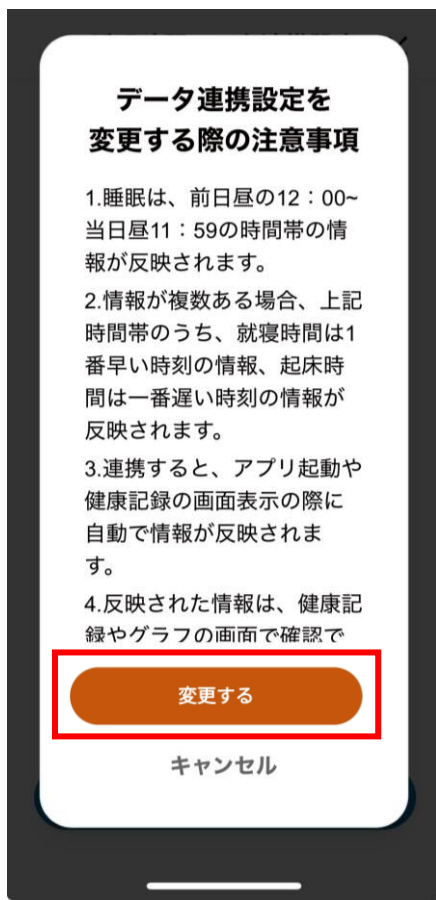 データ連携設定を
変更する際の注意事項
1.睡眠は、前日昼の12：00~
当日昼11：59の時間帯の情
報が反映されます。
2.情報が複数ある場合、上記
時間帯のうち、就寝時間は1
番早い時刻の情報、起床時
間は一番遅い時刻の情報が
反映されます。
3.連携すると、アプリ起動や
健康記録の画面表示の際に
自動で情報が反映されま
す。
4.反映された情報は、健康記
録やグラフの画面で確認で
変更する
キャンセル